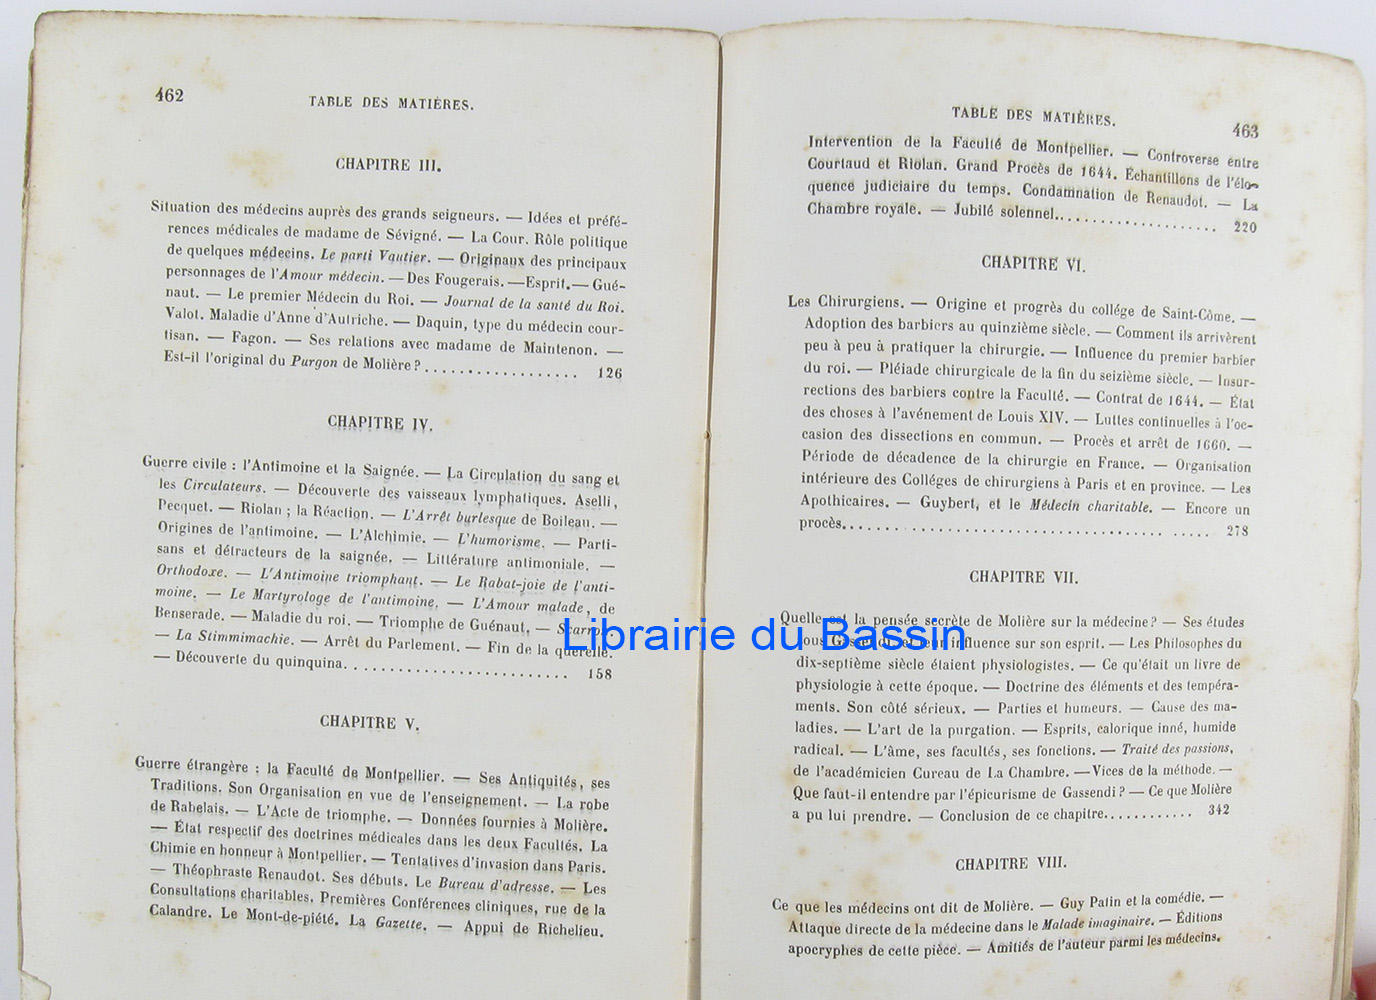 462
TABLE DES MATIÈRES.
CHAPITRE III.
Situation des médecins auprès des grands seigneurs. — Idées et préfé-
rences médicales de madame de Sévigné. — La Cour. Rôle politique
de quelques médecins. Le parti Vautier. — Originaux des principaux
personnages de l'Amour médecin. — Des Fougerais. — Esprit. — Gué-
naut. — Le premier Médecin du Roi. — Journal de la santé du Roi.
Valot. Maladie d'Anne d'Autriche. — Daquin, type du médecin cour-
tisan. — Fagon. — Ses relations avec madame de Maintenon. —
Est-il l'original du Purgon de Molière? .................. 126
CHAPITRE IV.
Guerre civile : l'Antimoine et la Saignée. — La Circulation du sang et
les Circulateurs. — Découverte des vaisseaux lymphatiques. Aselli,
Pecquet. — Riolan ; la Réaction. — L'Arrêt burlesque de Boileau. —
Origines de l'antimoine. — L'Alchimie. — L'humorisme. — Parti-
sans et détracteurs de la saignée. — Littérature antimoniale. —
Orthodoxe. — L'Antimoine triomphant. — Le Rabat-joie de l'anti-
moine. — Le Martyrologe de l'antimoine. — L'Amour malade, de
Benserade. — Maladie du roi. — Triomphe de Guénaut. — Scarron.
— La Stimmimachie. — Arrêt du Parlement. — Fin de la querelle.
— Découverte du quinquina. ........................ 158
CHAPITRE V.
Guerre étrangère : la Faculté de Montpellier. — Ses Antiquités, ses
Traditions. Son Organisation en vue de l'enseignement. — La robe
de Rabelais. — L'Acte de triomphe. — Données fournies à Molière.
— État respectif des doctrines médicales dans les deux Facultés. La
Chimie en honneur à Montpellier. — Tentatives d'invasion dans Paris.
— Théophraste Renaudot. Ses débuts. Le Bureau d'adresse. — Les
Consultations charitables. Premières Conférences cliniques, rue de la
Calandre. Le Mont-de-piété. La Gazette. — Appui de Richelieu.
TABLE DES MATIÈRES.
463
Intervention de la Faculté de Montpellier. — Controverse entre
Courtaud et Riolan. Grand Procès de 1644. Échantillons de l'élo-
quence judiciaire du temps. Condamnation de Renaudot. — La
Chambre royale. — Jubilé solennel. .................. 220
CHAPITRE VI.
Les Chirurgiens. — Origine et progrès du collége de Saint-Côme. —
Adoption des barbiers au quinzième siècle. — Comment ils arrivèrent
peu à peu à pratiquer la chirurgie. — Influence du premier barbier
du roi. — Pléiade chirurgicale de la fin du seizième siècle. — Insur-
rections des barbiers contre la Faculté. — Contrat de 1644. — État
des choses à l'avénement de Louis XIV. — Luttes continuelles à l'oc-
casion des dissections en commun. — Procès et arrêt de 1660. —
Période de décadence de la chirurgie en France. — Organisation
intérieure des Colléges de chirurgiens à Paris et en province. — Les
Apothicaires. — Guybert, et le Médecin charitable. — Encore un
procès. ..................................... 278
CHAPITRE VII.
Quelle est la pensée secrète de Molière sur la médecine? — Ses études
sous Gassendi, et leur influence sur son esprit. — Les Philosophes du
dix-septième siècle étaient physiologistes. — Ce qu'était un livre de
physiologie à cette époque. — Doctrine des éléments et des tempéra-
ments. Son côté sérieux. — Parties et humeurs. — Cause des ma-
ladies. — L'art de la purgation. — Esprits, calorique inné, humide
radical. — L'âme, ses facultés, ses fonctions. — Traité des passions,
de l'académicien Cureau de La Chambre. — Vices de la méthode. —
Que faut-il entendre par l'épicurisme de Gassendi? — Ce que Molière
a pu lui prendre. — Conclusion de ce chapitre. ........... 342
CHAPITRE VIII.
Ce que les médecins ont dit de Molière. — Guy Patin et la comédie. —
Attaque directe de la médecine dans le Malade imaginaire. — Éditions
apocryphes de cette pièce. — Amitiés de l'auteur parmi les médecins.
Librairie du Bassin